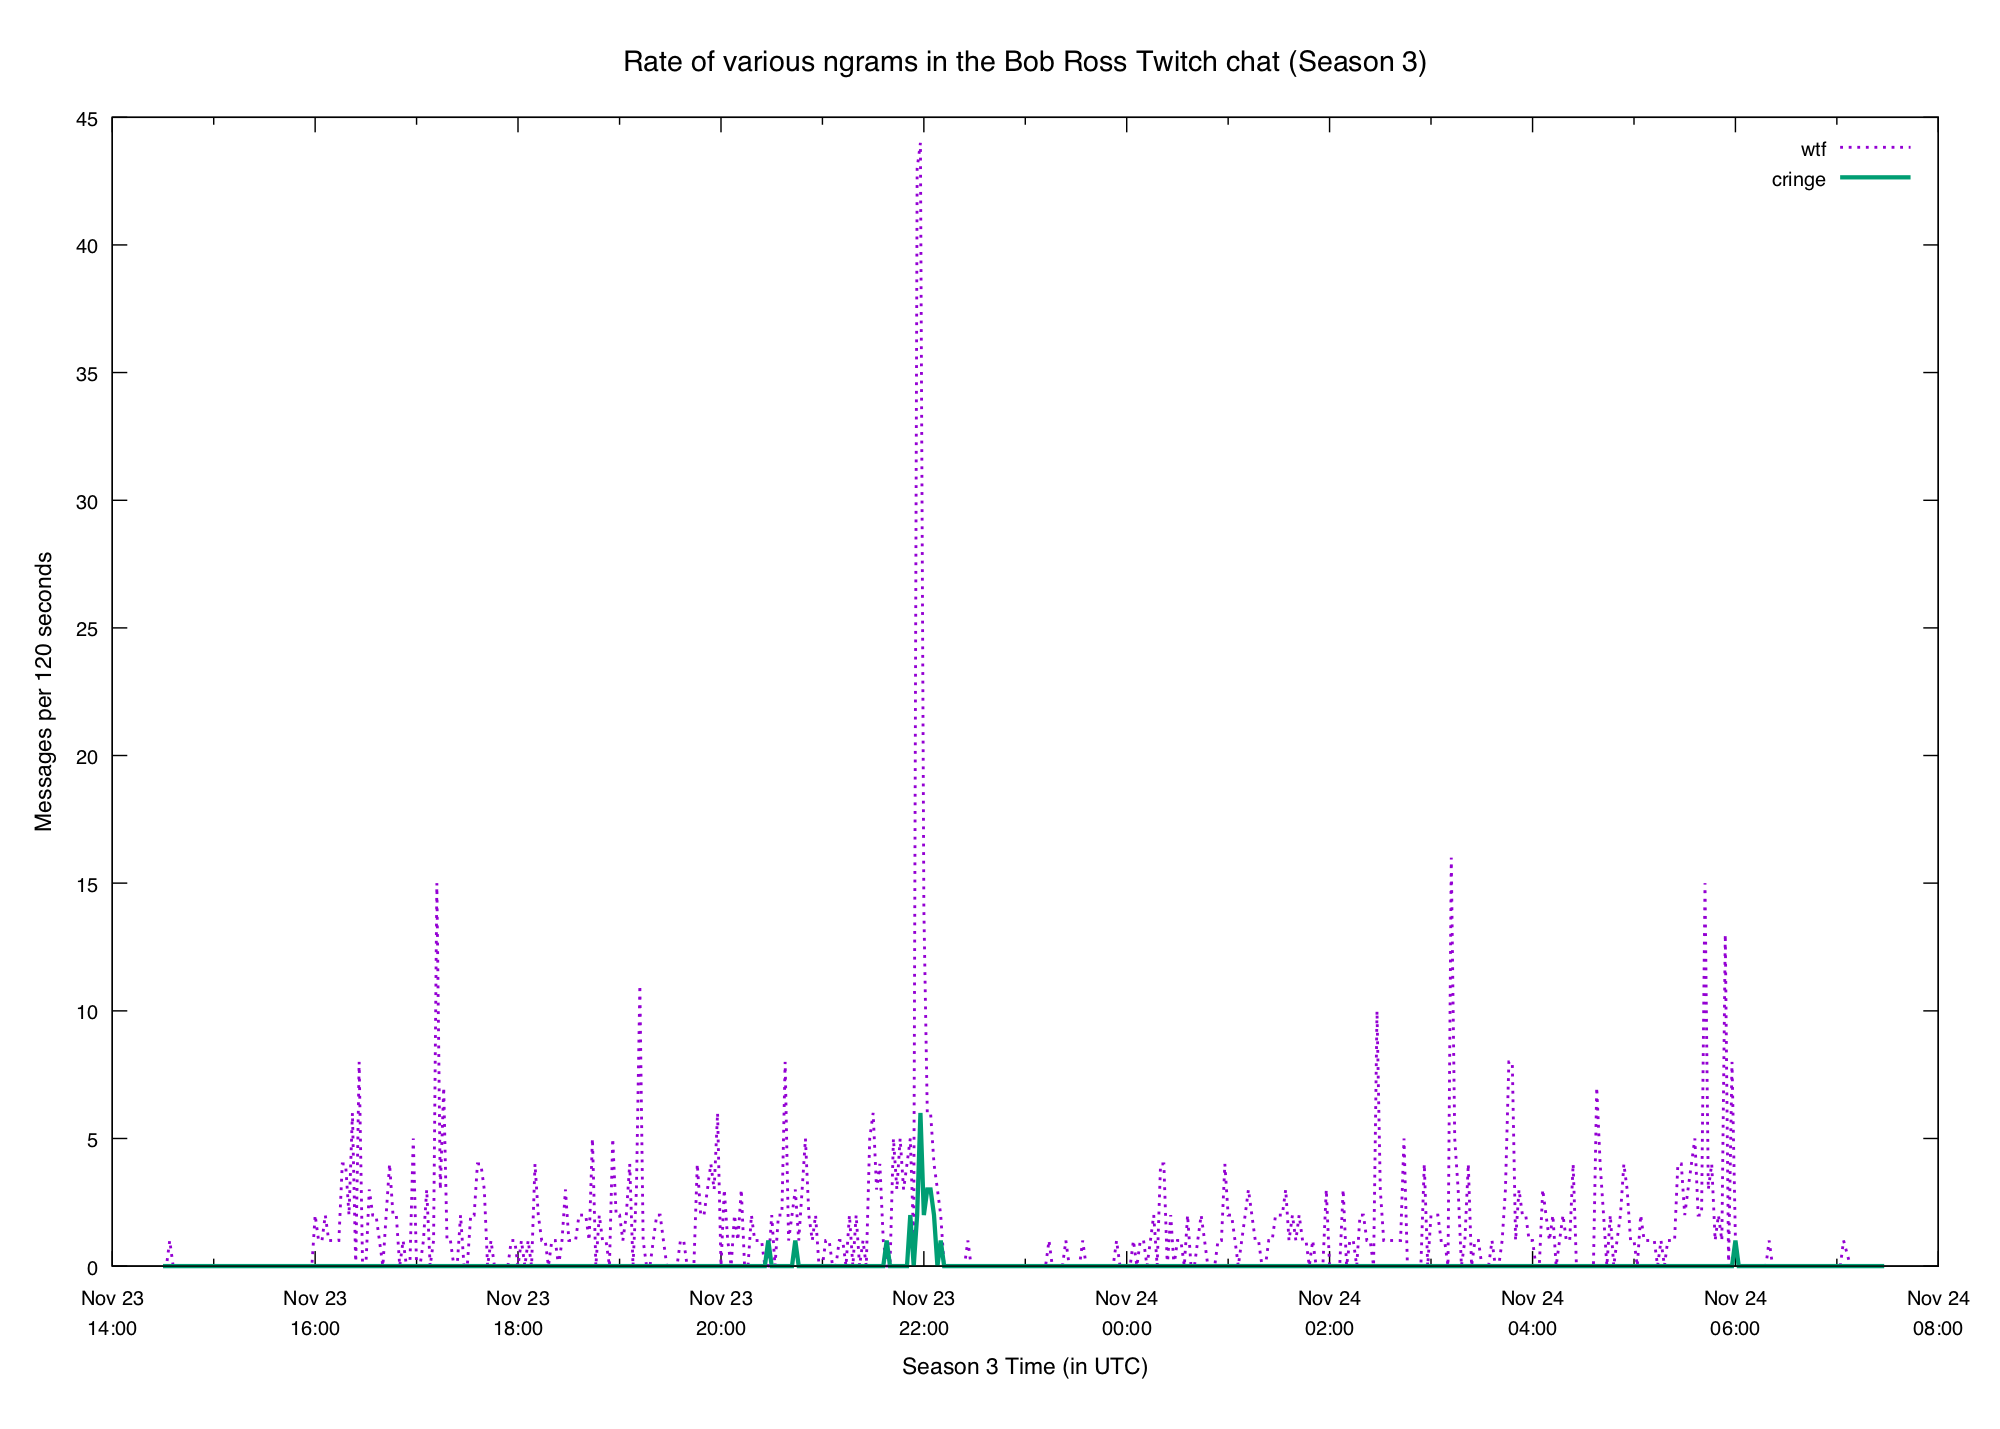 Rate of various ngrams in the Bob Ross Twitch chat (Season 3)
wtf
cringe
45
40
35
30
25
20
15
10
5
0
Messages per 120 seconds
Nov 23 Nov 23 Nov 23 Nov 23 Nov 23 Nov 24 Nov 24 Nov 24 Nov 24 Nov 24
14:00 16:00 18:00 20:00 22:00 00:00 02:00 04:00 06:00 08:00
Season 3 Time (in UTC)